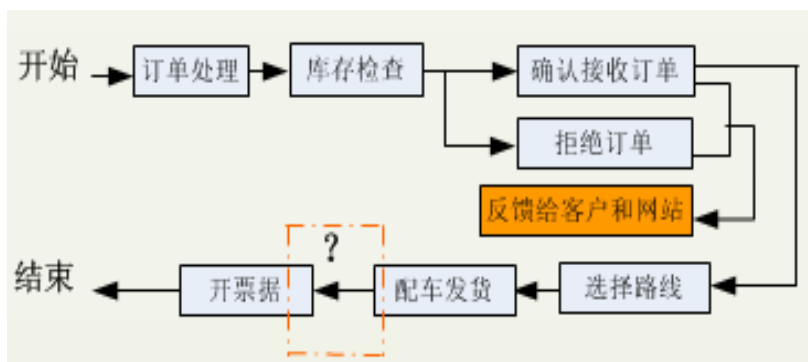 开始
订单处理
库存检查
确认接收订单
拒绝订单
反馈给客户和网站
?
结束
开票据
配车发货
选择路线